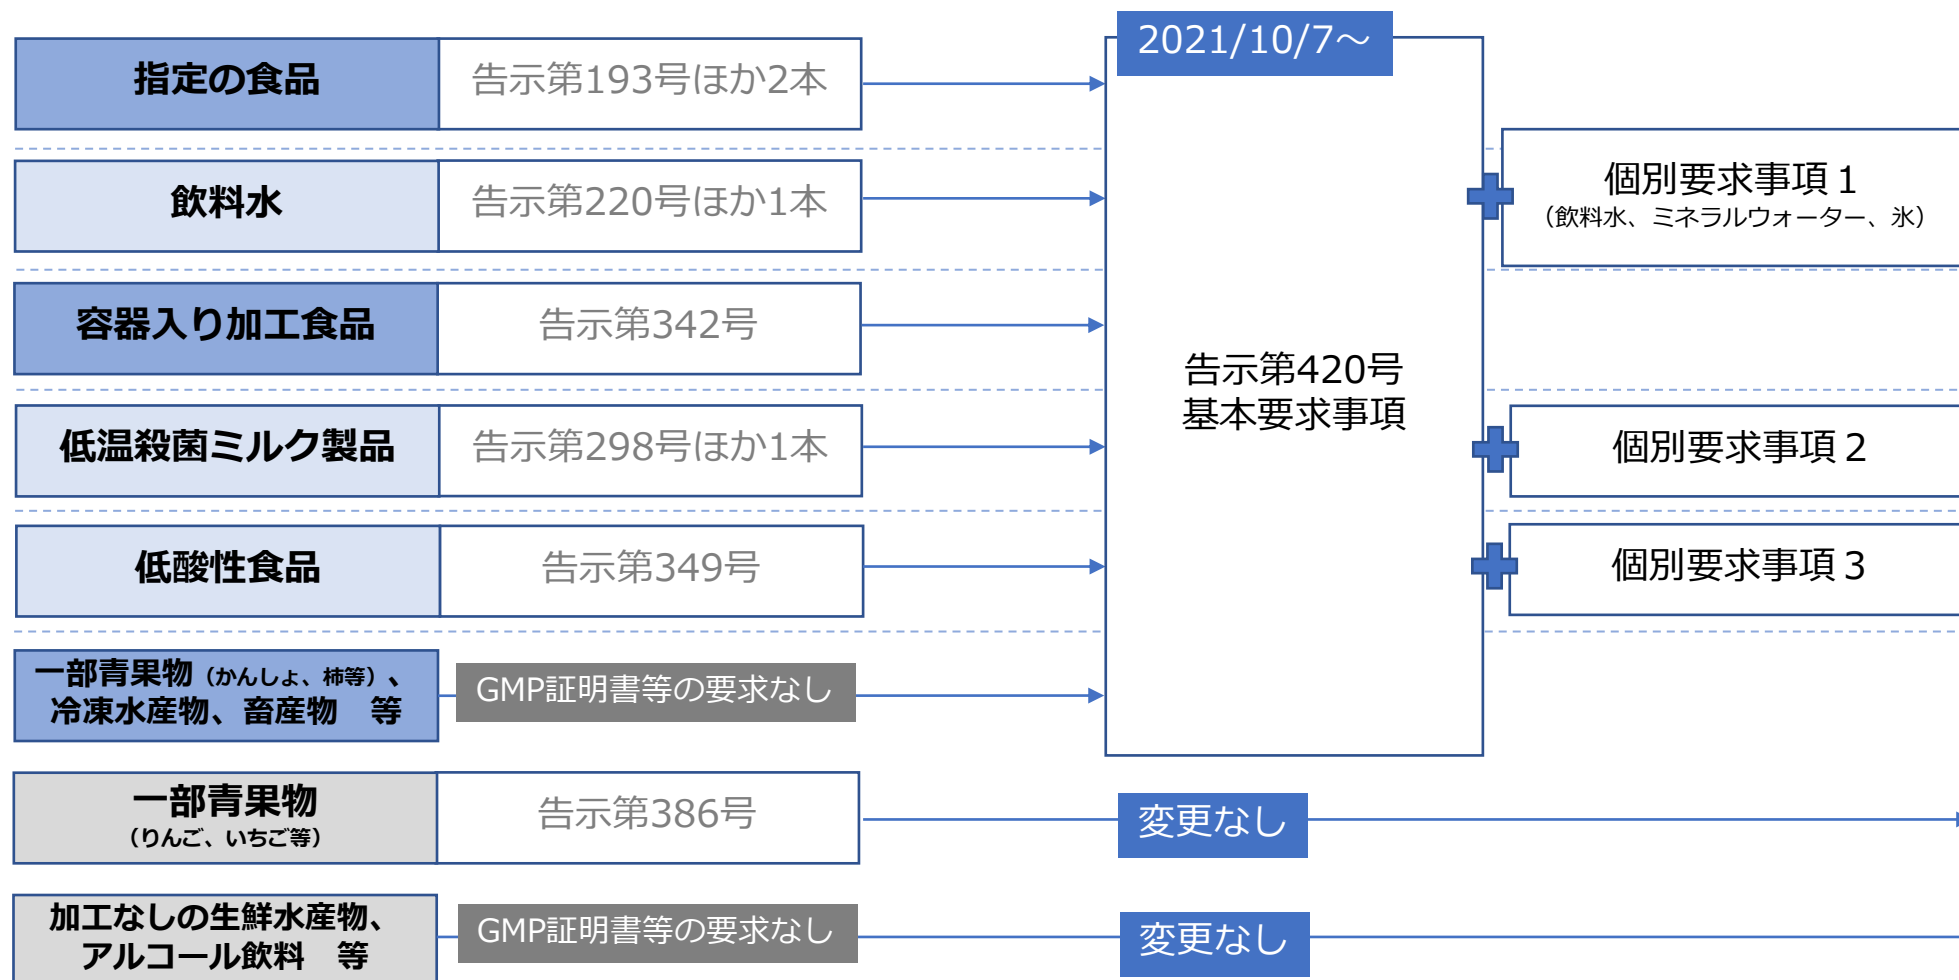 2021/10/7～
指定の食品
告示第193号ほか2本
飲料水
告示第220号ほか1本
個別要求事項１
（飲料水、ミネラルウォーター、氷）
容器入り加工食品
告示第342号
告示第420号
基本要求事項
低温殺菌ミルク製品
告示第298号ほか1本
個別要求事項２
低酸性食品
告示第349号
個別要求事項３
一部青果物（かんしょ、柿等）、
冷凍水産物、畜産物　等
GMP証明書等の要求なし
一部青果物
（りんご、いちご等）
告示第386号
変更なし
加工なしの生鮮水産物、
アルコール飲料　等
GMP証明書等の要求なし
変更なし